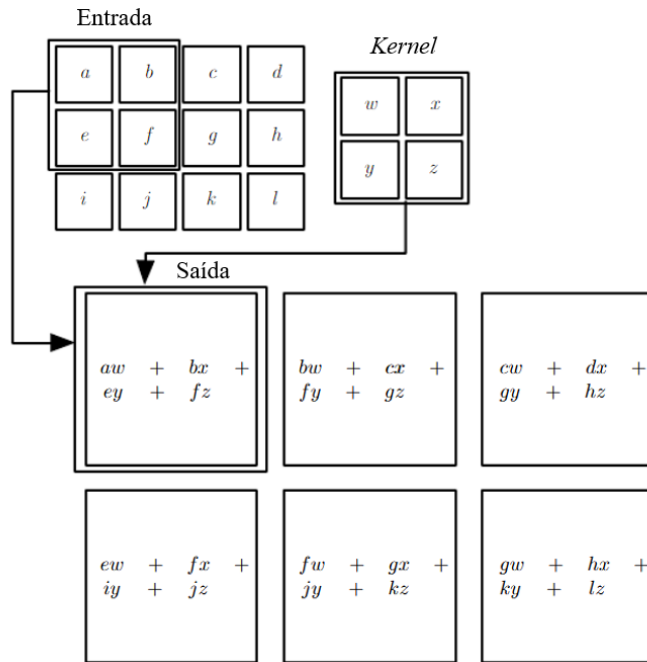 Entrada
Kernel
a b c d
w x
e f g h
y z
i j k l
Saída
aw + bx +
ey + fz
bw + cx +
fy + gz
cw + dx +
gy + hz
ew + fx +
iy + jz
fw + gx +
jy + kz
gw + hx +
ky + lz